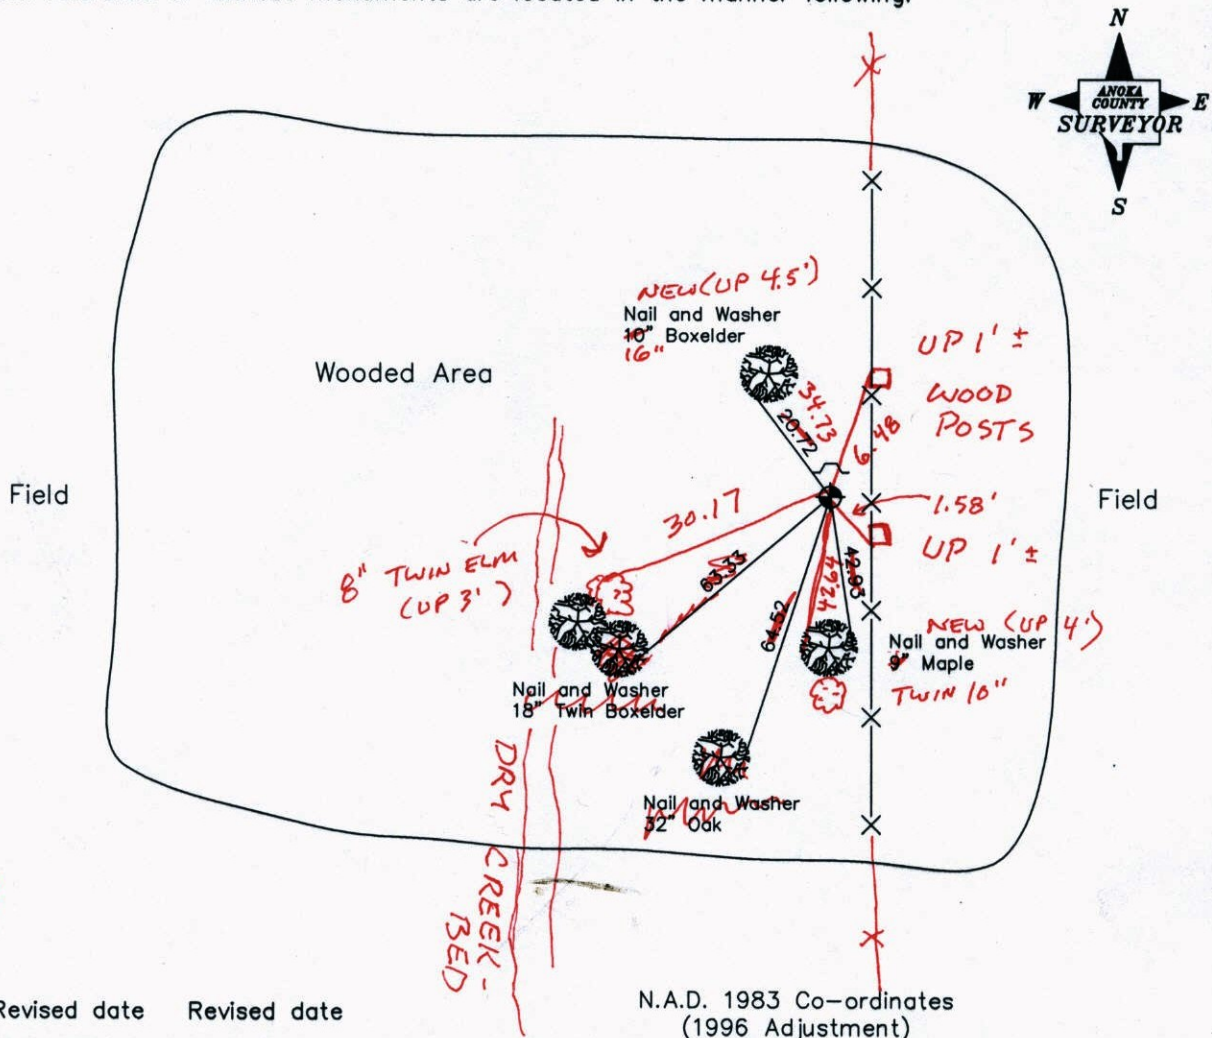 N
W
ANOKA
COUNTY
E
SURVEYOR
S
NEW (UP 4.5')
Nail and Washer
10" Boxelder
16"
UP 1' ±
WOOD
POSTS
Wooded Area
34.73
20.72
6.48
Field
30.17
1.58'
Field
UP 1' ±
8" TWIN ELM
(UP 3')
63.33
64.52
42.64
42.93
NEW (UP 4')
Nail and Washer
9" Maple
TWIN 10"
Nail and Washer
18" Twin Boxelder
Nail and Washer
32" Oak
DRY CREEK-
BED
Revised date Revised date
N.A.D. 1983 Co-ordinates
(1996 Adjustment)